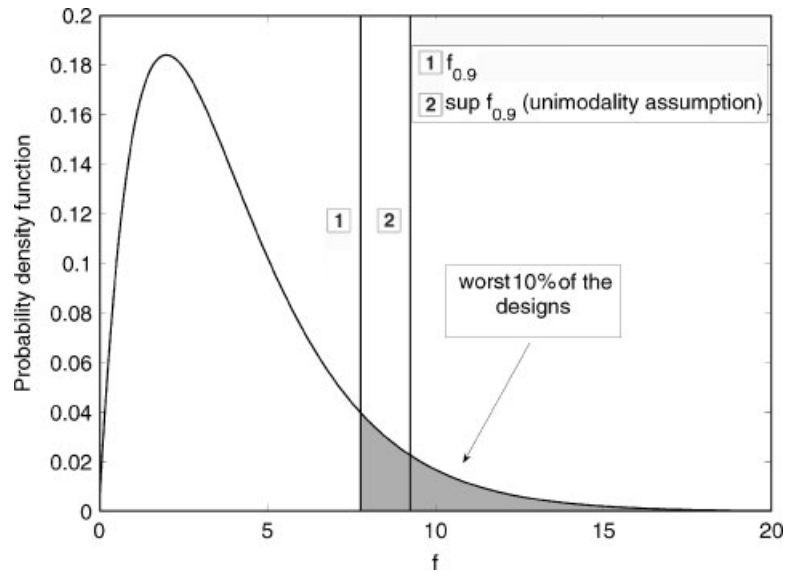 0.2
0.18
0.16
0.14
0.12
0.1
0.08
0.06
0.04
0.02
0
Probability density function
1 f0.9
2 sup f0.9 (unimodality assumption)
1 2
worst 10% of the
designs
0 5 10 15 20
f